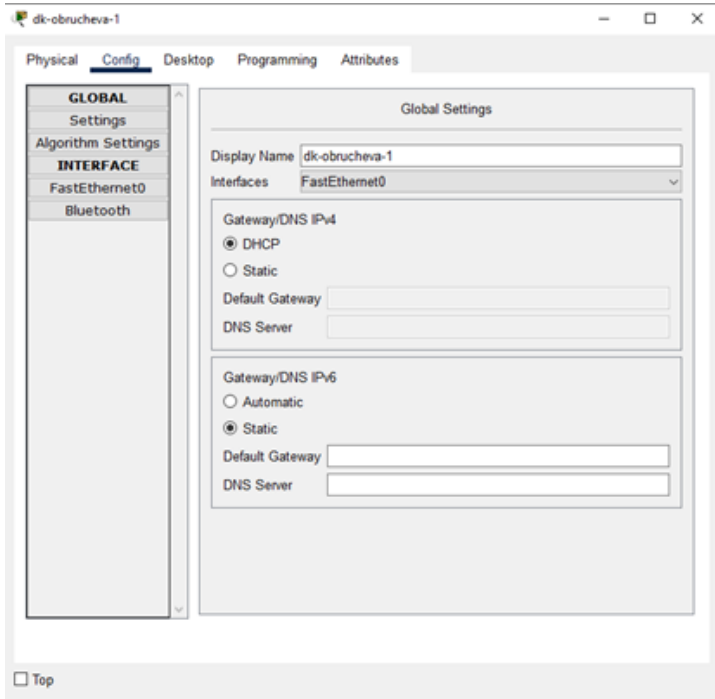 dk-obrucheva-1
Physical Config Desktop Programming Attributes
GLOBAL
Settings
Algorithm Settings
INTERFACE
FastEthernet0
Bluetooth
Global Settings
Display Name dk-obrucheva-1
Interfaces FastEthernet0
Gateway/DNS IPv4
DHCP
Static
Default Gateway
DNS Server
Gateway/DNS IPv6
Automatic
Static
Default Gateway
DNS Server
Top